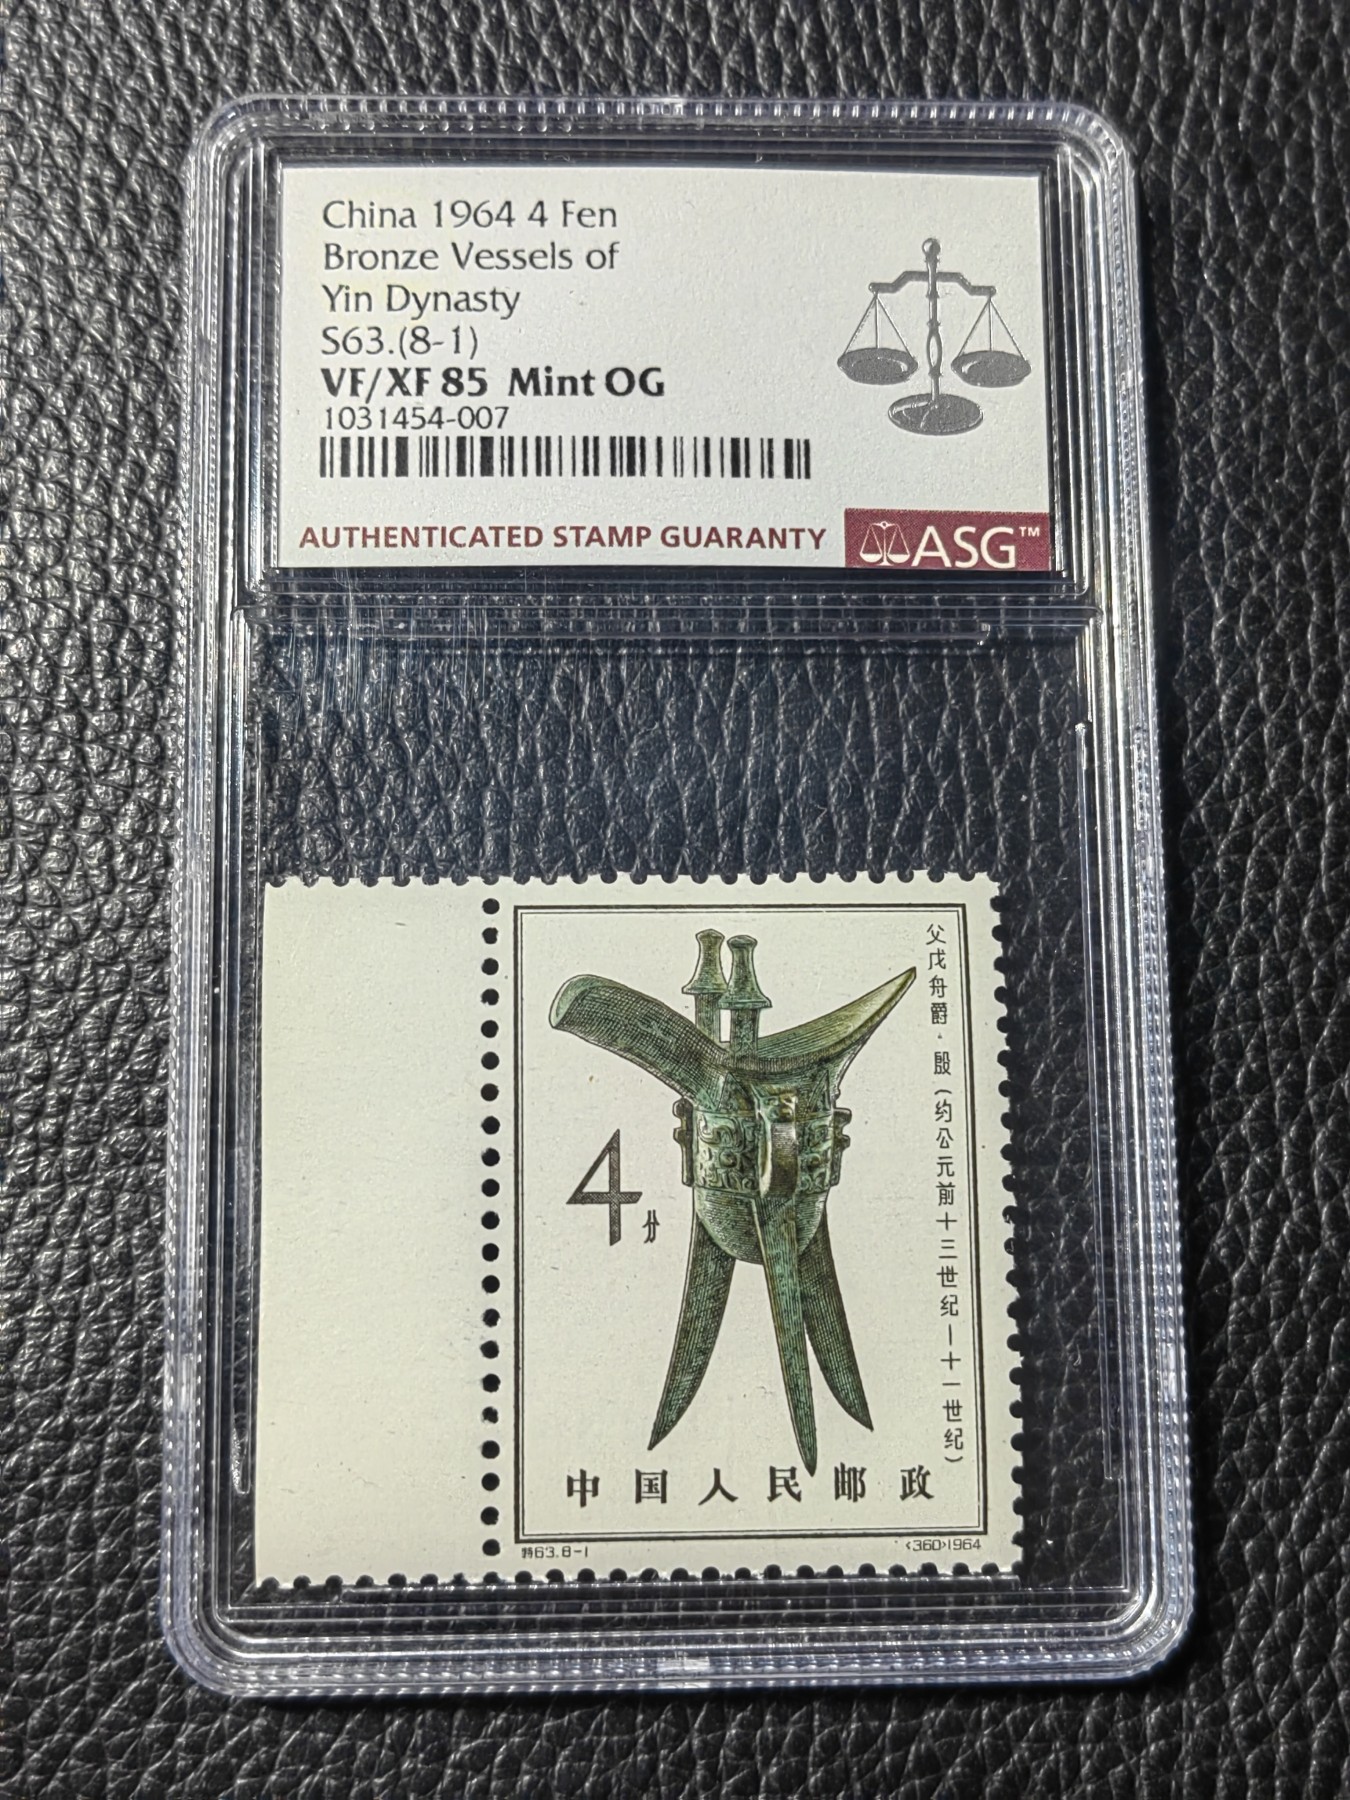 China 1964 4 Fen
Bronze Vessels of
Yin Dynasty
S63.(8-1)
VF/XF 85 Mint OG
1031454-007
AUTHENTICATED STAMP GUARANTY
ASG™
父戊舟爵·殷(约公元前十三世纪—十一世纪)
4分
中国人民邮政
特63.8-1
<360>1964